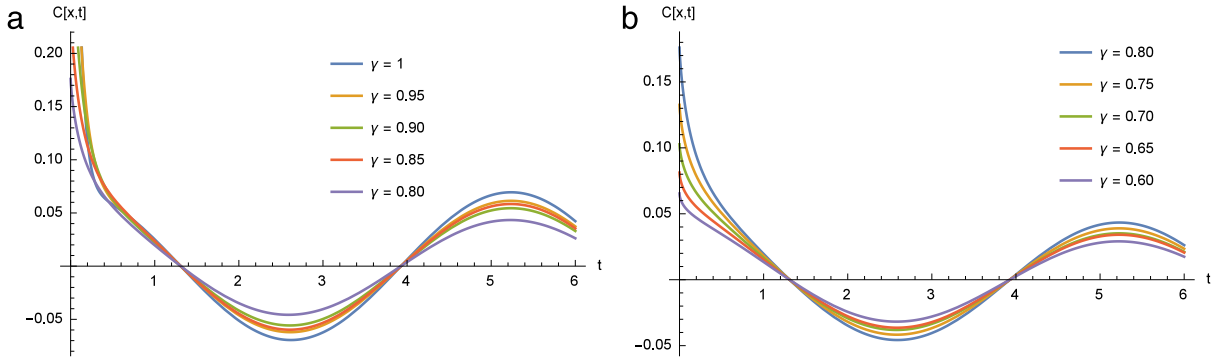 a
C[x,t]
0.20
0.15
0.10
0.05
-0.05
1
2
3
4
5
6
t
γ = 1
γ = 0.95
γ = 0.90
γ = 0.85
γ = 0.80
b
C[x,t]
0.15
0.10
0.05
-0.05
1
2
3
4
5
6
t
γ = 0.80
γ = 0.75
γ = 0.70
γ = 0.65
γ = 0.60